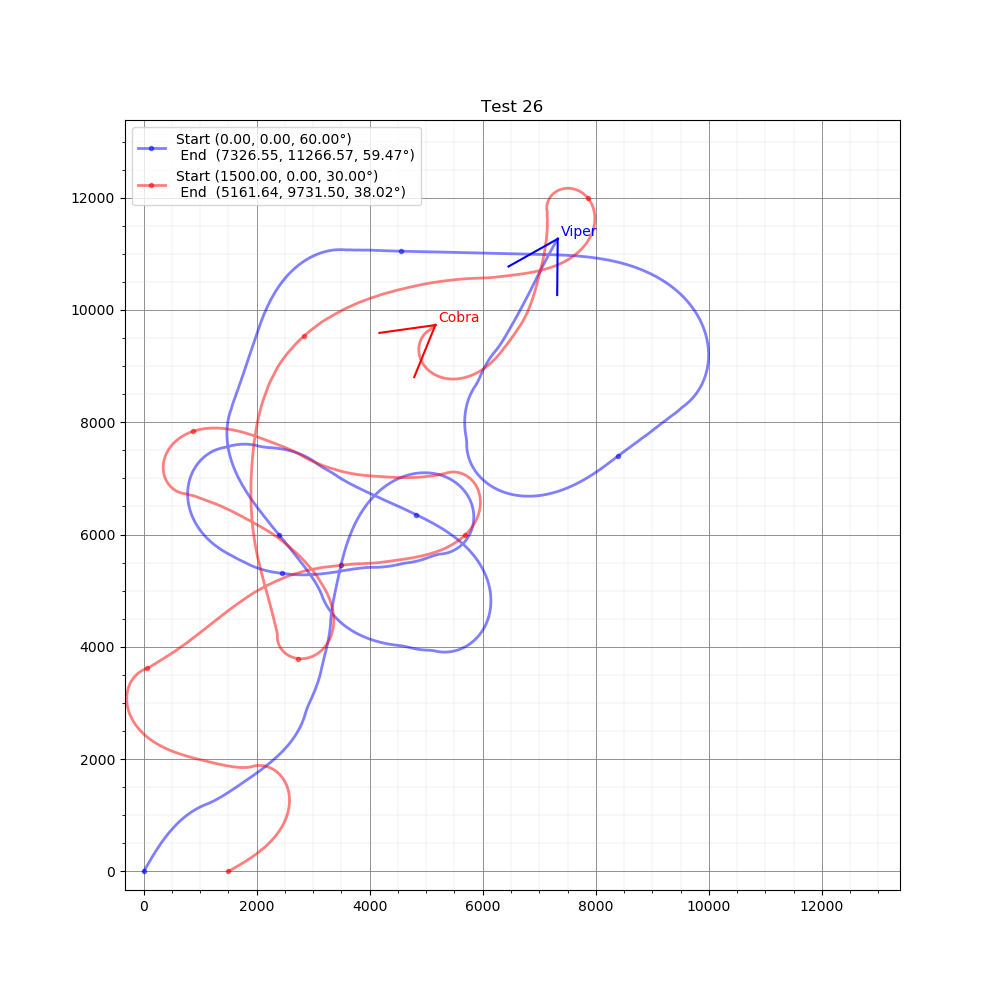 Test 26
Start (0.00, 0.00, 60.00°)
End (7326.55, 11266.57, 59.47°)
Start (1500.00, 0.00, 30.00°)
End (5161.64, 9731.50, 38.02°)
12000
Viper
10000
Cobra
8000
6000
4000
2000
0
0 2000 4000 6000 8000 10000 12000